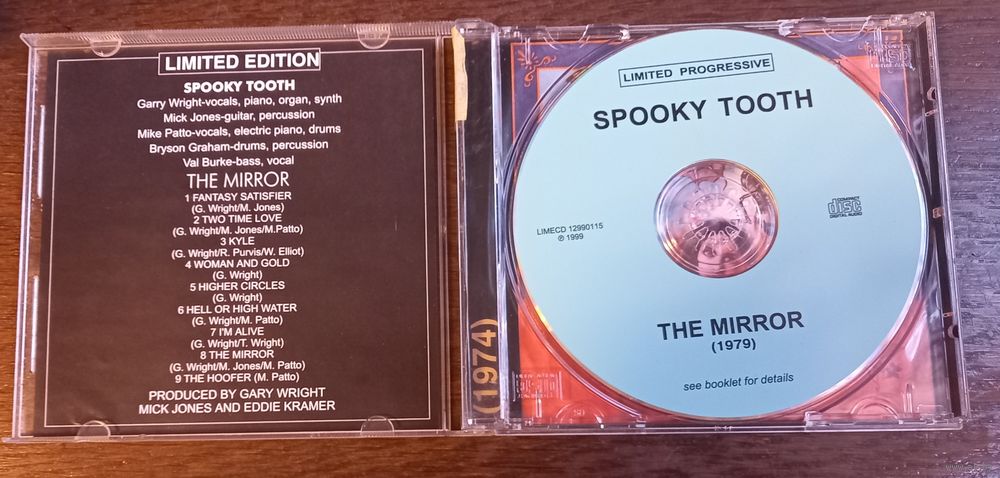 LIMITED EDITION
SPOOKY TOOTH
Garry Wright-vocals, piano, organ, synth
Mick Jones-guitar, percussion
Mike Patto-vocals, electric piano, drums
Bryson Graham-drums, percussion
Val Burke-bass, vocal
THE MIRROR
1 FANTASY SATISFIER
(G. Wright/M. Jones)
2 TWO TIME LOVE
(G. Wright/M. Jones/M.Patto)
3 KYLE
(G. Wright/R. Purvis/W. Elliot)
4 WOMAN AND GOLD
(G. Wright)
5 HIGHER CIRCLES
(G. Wright)
6 HELL OR HIGH WATER
(G. Wright/M. Patto)
7 I'M ALIVE
(G. Wright/T. Wright)
8 THE MIRROR
(G. Wright/M. Jones/M. Patto)
9 THE HOOFER (M. Patto)
PRODUCED BY GARY WRIGHT
MICK JONES AND EDDIE KRAMER
(1974)
LIMITED PROGRESSIVE
SPOOKY TOOTH
LIMECD 12990115
℗ 1999
COMPACT
disc
DIGITAL AUDIO
THE MIRROR
(1979)
see booklet for details